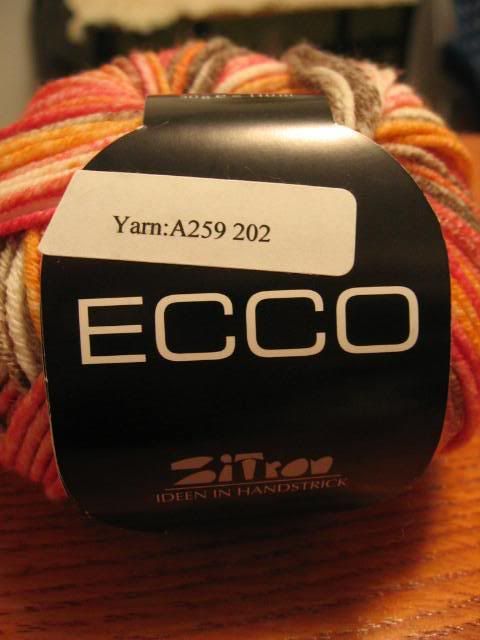 Yarn:A259 202
ECCO
ZiTron
IDEEN IN HANDSTRICK